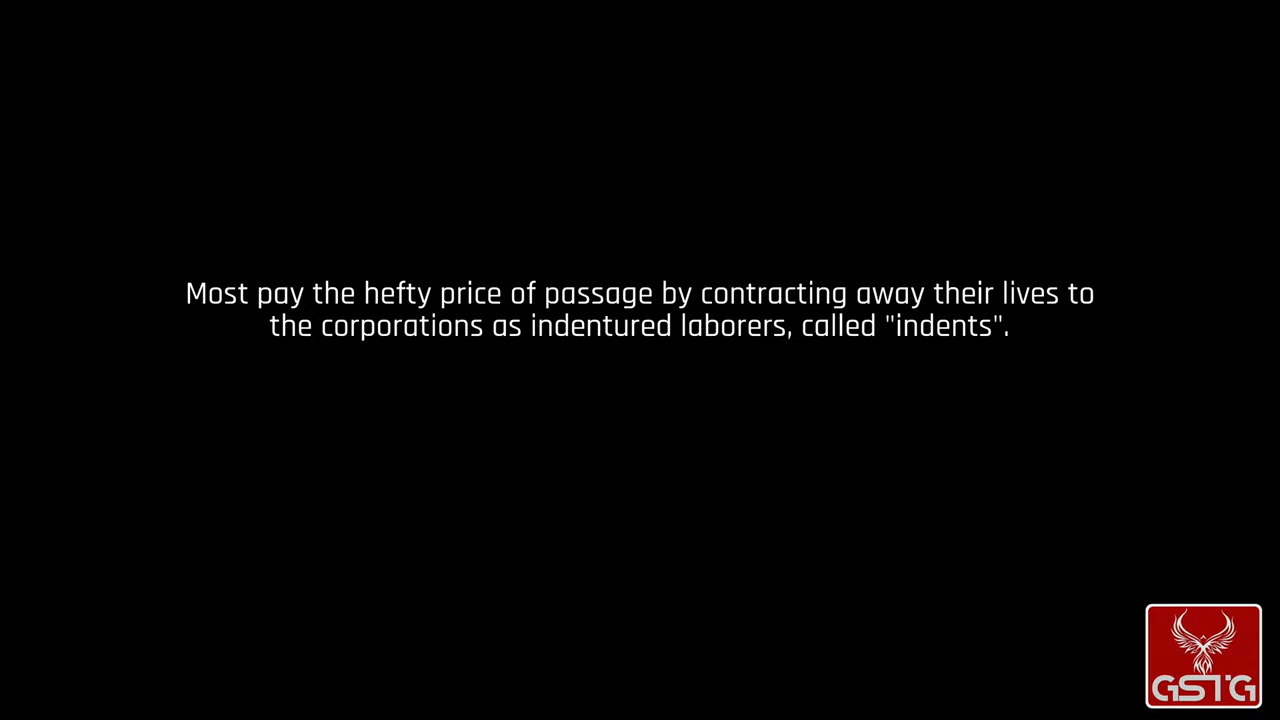 Most pay the hefty price of passage by contracting away their lives to
the corporations as indentured laborers, called "indents".
GSTG